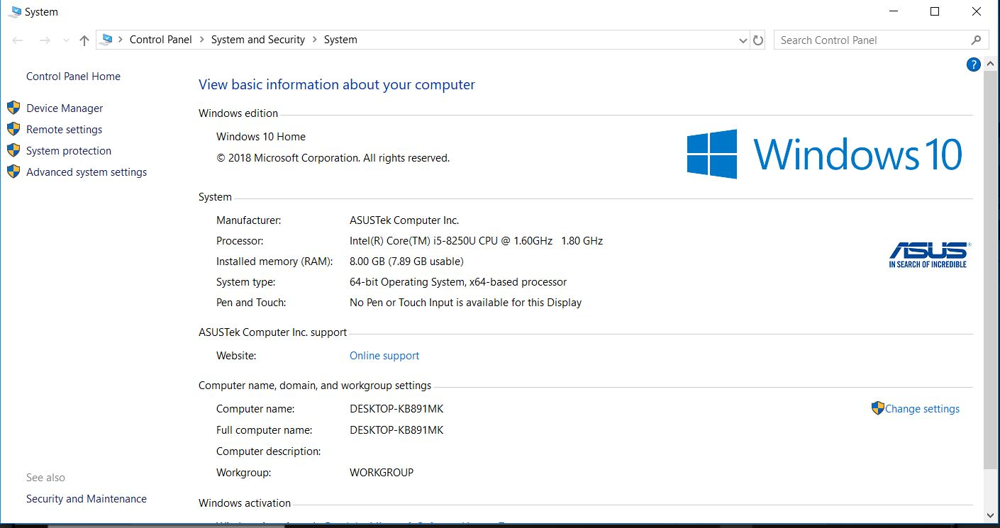 System
Control Panel System and Security System
Search Control Panel
?
Control Panel Home
Device Manager
Remote settings
System protection
Advanced system settings
See also
Security and Maintenance
View basic information about your computer
Windows edition
Windows 10 Home
© 2018 Microsoft Corporation. All rights reserved.
Windows 10
System
Manufacturer: ASUSTek Computer Inc.
Processor: Intel(R) Core(TM) i5-8250U CPU @ 1.60GHz 1.80 GHz
Installed memory (RAM): 8.00 GB (7.89 GB usable)
System type: 64-bit Operating System, x64-based processor
Pen and Touch: No Pen or Touch Input is available for this Display
ASUS®
IN SEARCH OF INCREDIBLE
ASUSTek Computer Inc. support
Website: Online support
Computer name, domain, and workgroup settings
Computer name: DESKTOP-KB891MK Change settings
Full computer name: DESKTOP-KB891MK
Computer description:
Workgroup: WORKGROUP
Windows activation